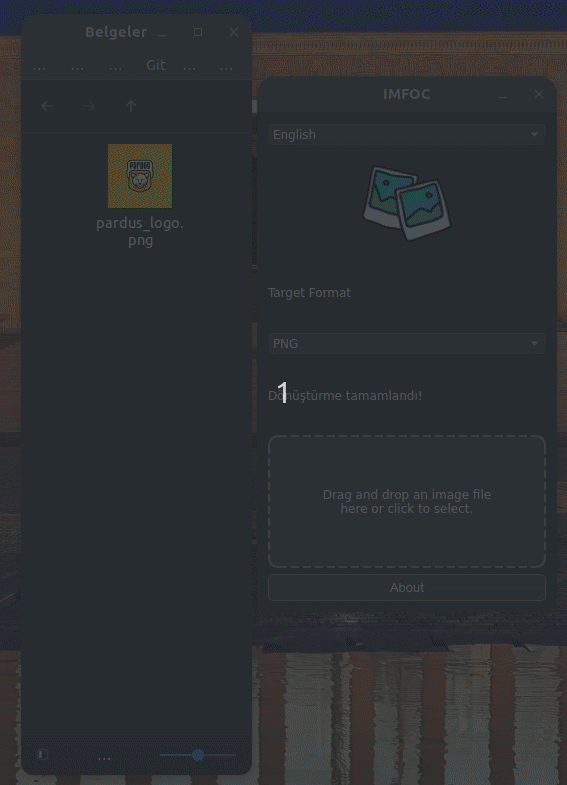 Belgeler
... ... ... Git ... ...
PARDUS
pardus_logo.
png
...
IMFOC
English
Target Format
PNG
Dönüştürme tamamlandı!
1
Drag and drop an image file
here or click to select.
About